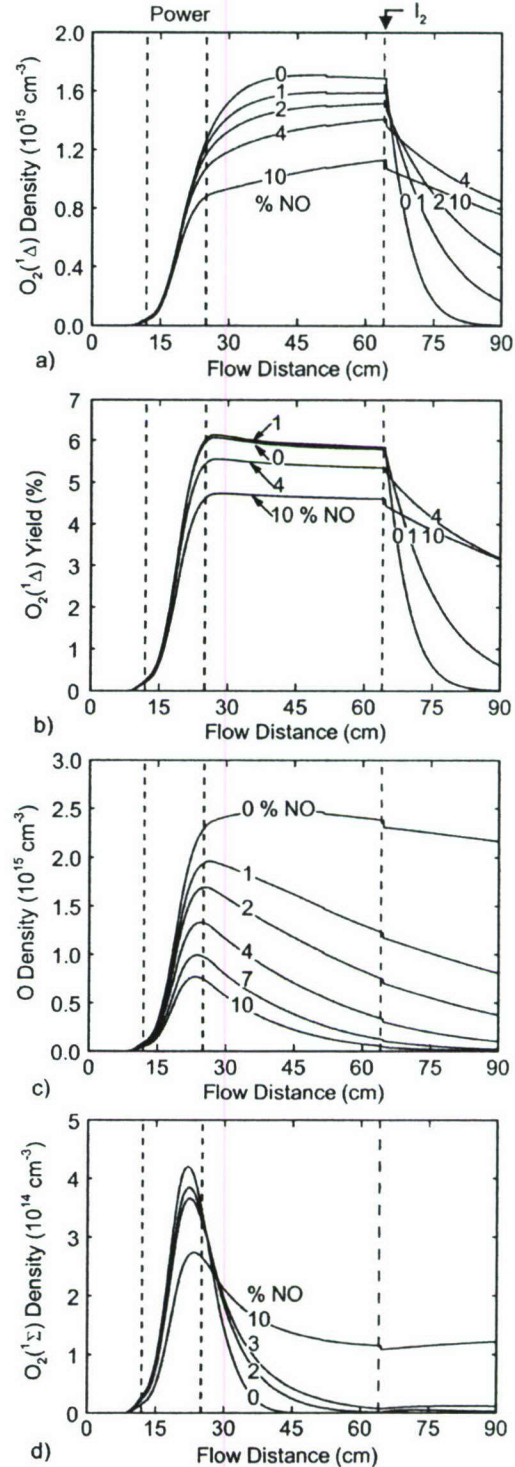 Power
I₂
2.0
1.6
1.2
0.8
0.4
0.0
O₂(¹Δ) Density (10¹⁵ cm⁻³)
0
1
2
4
10
% NO
4
0 1 2 10
0 15 30 45 60 75 90
Flow Distance (cm)
a)
7
6
5
4
3
2
1
0
O₂(¹Δ) Yield (%)
1
0
4
10 % NO
4
0 1 10
0 15 30 45 60 75 90
Flow Distance (cm)
b)
3.0
2.5
2.0
1.5
1.0
0.5
0.0
O Density (10¹⁵ cm⁻³)
0 % NO
1
2
4
7
10
0 15 30 45 60 75 90
Flow Distance (cm)
c)
5
4
3
2
1
0
O₂(¹Σ) Density (10¹⁴ cm⁻³)
% NO
10
3
2
0
0 15 30 45 60 75 90
Flow Distance (cm)
d)